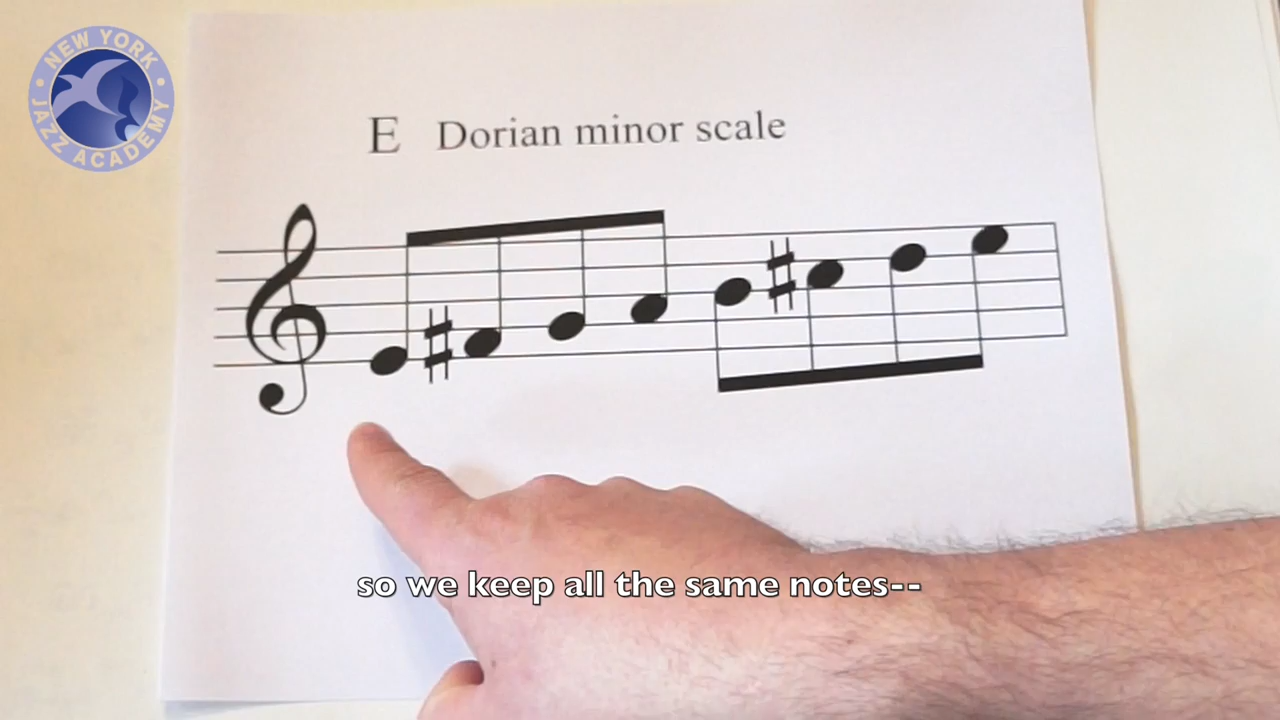 NEW YORK
JAZZ ACADEMY
E Dorian minor scale
so we keep all the same notes--